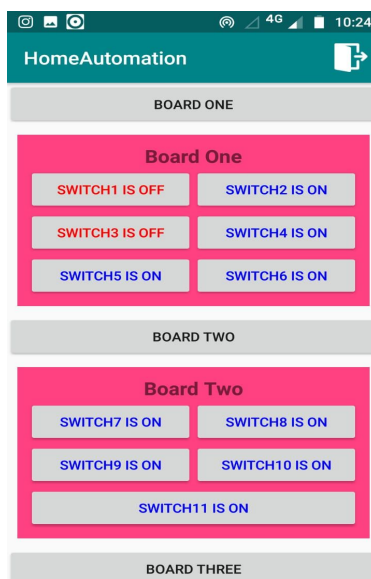 4G 10:24
HomeAutomation
BOARD ONE
Board One
SWITCH1 IS OFF SWITCH2 IS ON
SWITCH3 IS OFF SWITCH4 IS ON
SWITCH5 IS ON SWITCH6 IS ON
BOARD TWO
Board Two
SWITCH7 IS ON SWITCH8 IS ON
SWITCH9 IS ON SWITCH10 IS ON
SWITCH11 IS ON
BOARD THREE